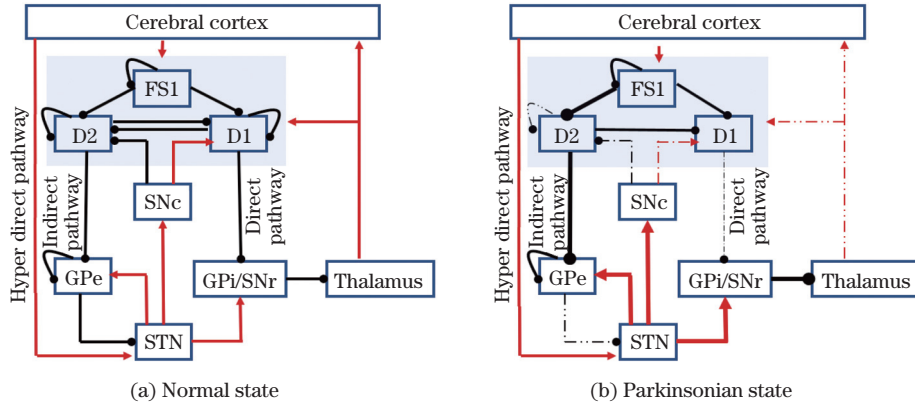 Cerebral cortex
FS1
D2
D1
SNc
Hyper direct pathway
Indirect
pathway
Direct
pathway
GPe
GPi/SNr
Thalamus
STN
(a) Normal state
Cerebral cortex
FS1
D2
D1
SNc
Hyper direct pathway
Indirect
pathway
Direct
pathway
GPe
GPi/SNr
Thalamus
STN
(b) Parkinsonian state